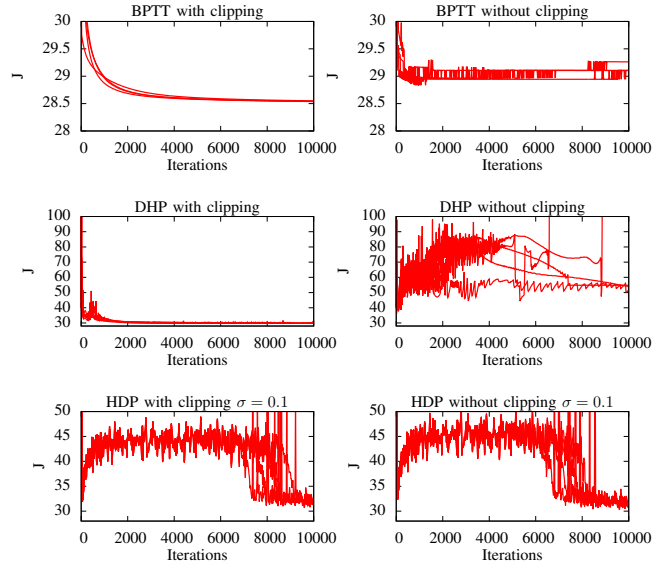 BPTT with clipping
30
29.5
29
28.5
28
J
0 2000 4000 6000 8000 10000
Iterations
BPTT without clipping
30
29.5
29
28.5
28
J
0 2000 4000 6000 8000 10000
Iterations
DHP with clipping
100
90
80
70
60
50
40
30
J
0 2000 4000 6000 8000 10000
Iterations
DHP without clipping
100
90
80
70
60
50
40
30
J
0 2000 4000 6000 8000 10000
Iterations
HDP with clipping σ = 0.1
50
45
40
35
30
J
0 2000 4000 6000 8000 10000
Iterations
HDP without clipping σ = 0.1
50
45
40
35
30
J
0 2000 4000 6000 8000 10000
Iterations